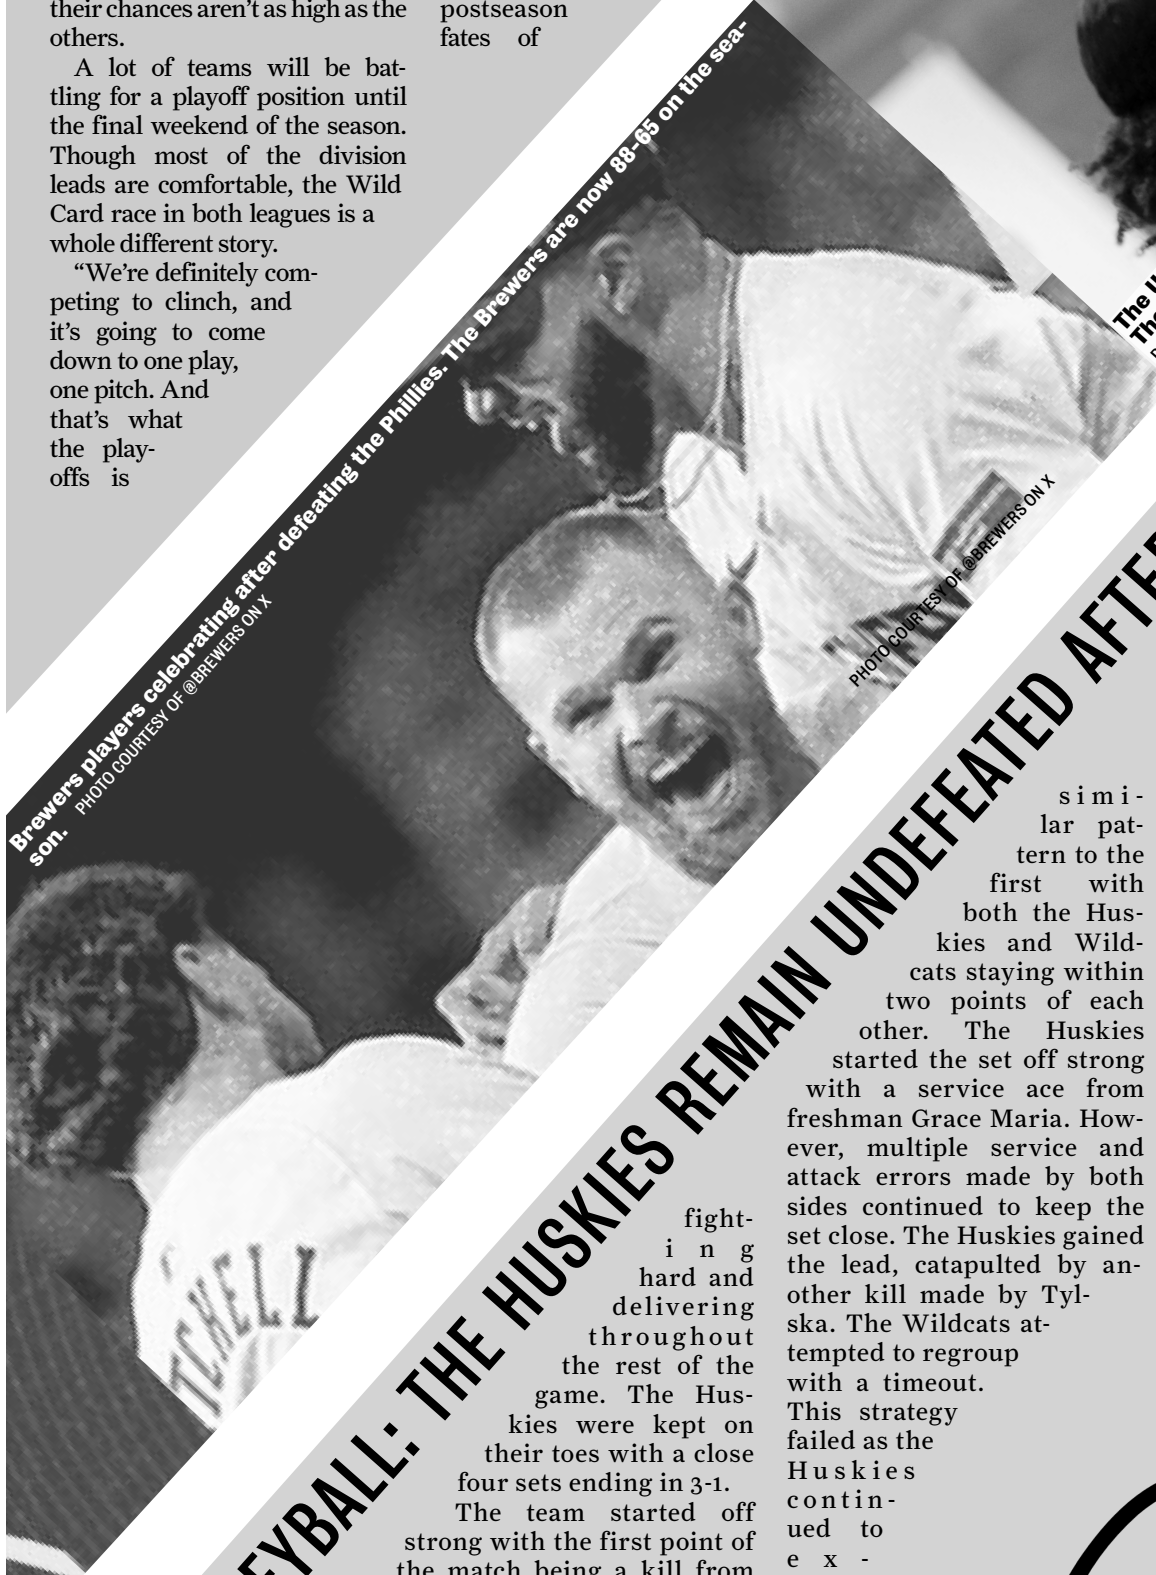 their chances aren't as high as the
others.
A lot of teams will be bat-
tling for a playoff position until
the final weekend of the season.
Though most of the division
leads are comfortable, the Wild
Card race in both leagues is a
whole different story.
“We're definitely com-
peting to clinch, and
it's going to come
down to one play,
one pitch. And
that's what
the play-
offs is
postseason
fates of
Brewers players celebrating after defeating the Phillies. The Brewers are now 88-65 on the sea-
son. PHOTO COURTESY OF @BREWERS ON X
PHOTO COURTESY OF @BREWERS ON X
The
The
EYBALL: THE HUSKIES REMAIN UNDEFEATED AFTE
fight-
ing
hard and
delivering
throughout
the rest of the
game. The Hus-
kies were kept on
their toes with a close
four sets ending in 3-1.
The team started off
strong with the first point of
the match being a kill from
simi-
lar pat-
tern to the
first with
both the Hus-
kies and Wild-
cats staying within
two points of each
other. The Huskies
started the set off strong
with a service ace from
freshman Grace Maria. How-
ever, multiple service and
attack errors made by both
sides continued to keep the
set close. The Huskies gained
the lead, catapulted by an-
other kill made by Tyl-
ska. The Wildcats at-
tempted to regroup
with a timeout.
This strategy
failed as the
Huskies
contin-
ued to
ex-
TCHELL